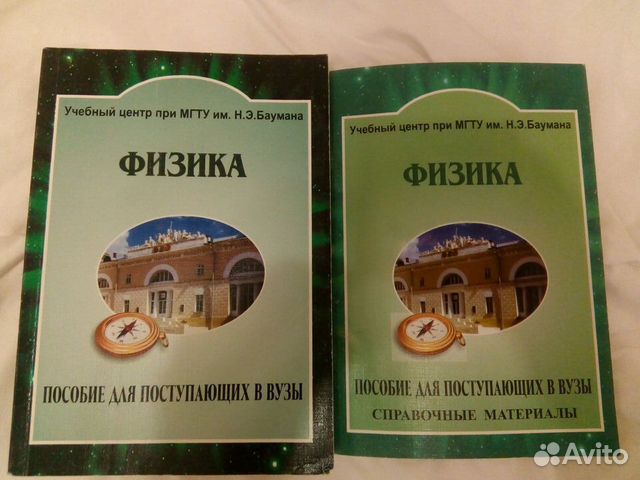 Учебный центр при МГТУ им. Н.Э.Баумана
ФИЗИКА
ПОСОБИЕ ДЛЯ ПОСТУПАЮЩИХ В ВУЗЫ
Учебный центр при МГТУ им. Н.Э.Баумана
ФИЗИКА
ПОСОБИЕ ДЛЯ ПОСТУПАЮЩИХ В ВУЗЫ
СПРАВОЧНЫЕ МАТЕРИАЛЫ
Avito